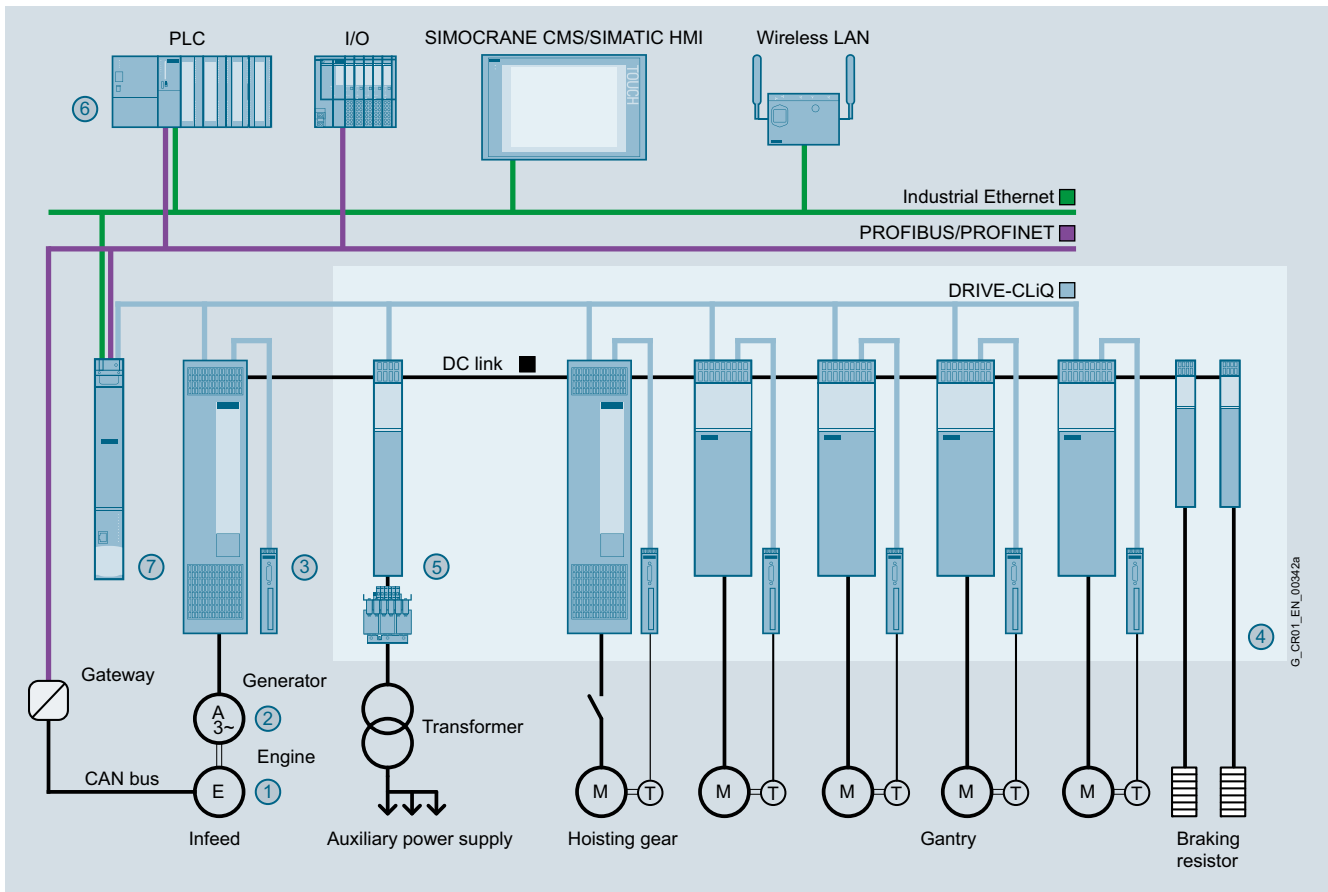 PLC
I/O
SIMOCRANE CMS/SIMATIC HMI
Wireless LAN
TOUCH
6
Industrial Ethernet
PROFIBUS/PROFINET
DRIVE-CLiQ
DC link
7
3
5
4
G_CR01_EN_00342a
Gateway
Generator
A
3~
2
Transformer
Engine
CAN bus
E
1
M
T
M
T
M
T
M
T
M
T
Infeed
Auxiliary power supply
Hoisting gear
Gantry
Braking
resistor